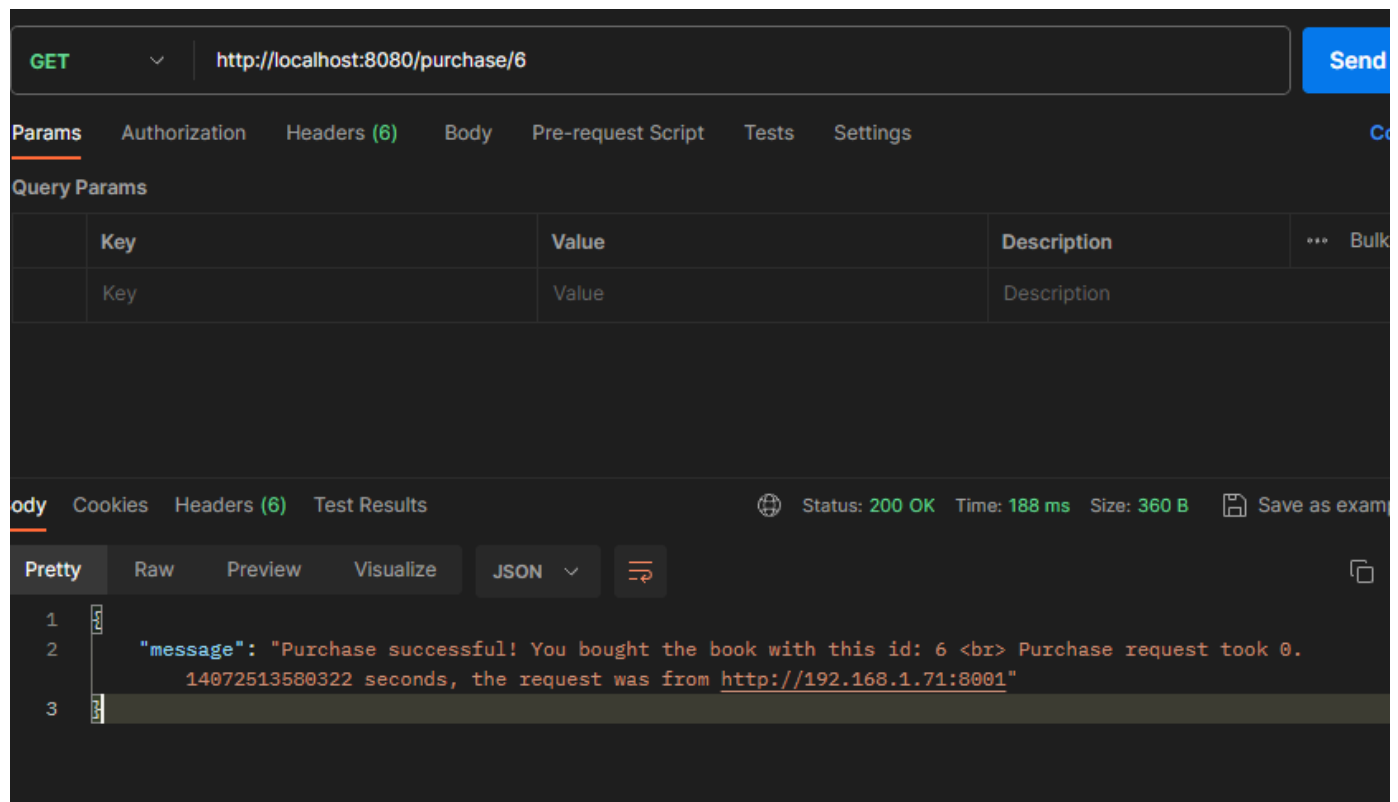 GET http://localhost:8080/purchase/6 Send
Params Authorization Headers (6) Body Pre-request Script Tests Settings
Query Params
Key Value Description Bulk
Key Value Description
Cookies Headers (6) Test Results Status: 200 OK Time: 188 ms Size: 360 B Save as
Pretty Raw Preview Visualize JSON
1 {
2 "message": "Purchase successful! You bought the book with this id: 6 <br> Purchase request took 0.
14072513580322 seconds, the request was from http://192.168.1.71:8001"
3 }